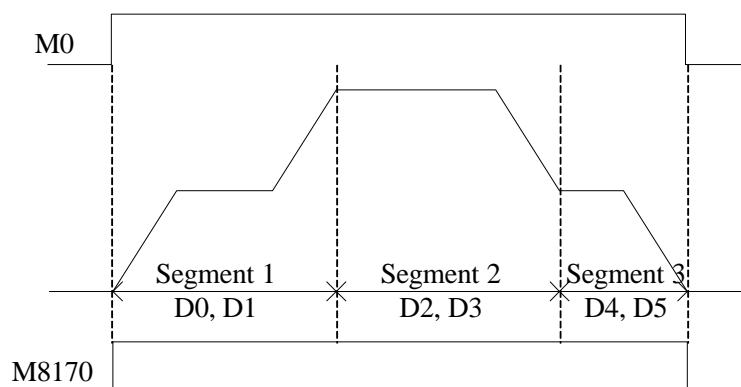 M0
Segment 1
Segment 2
Segment 3
D0, D1
D2, D3
D4, D5
M8170